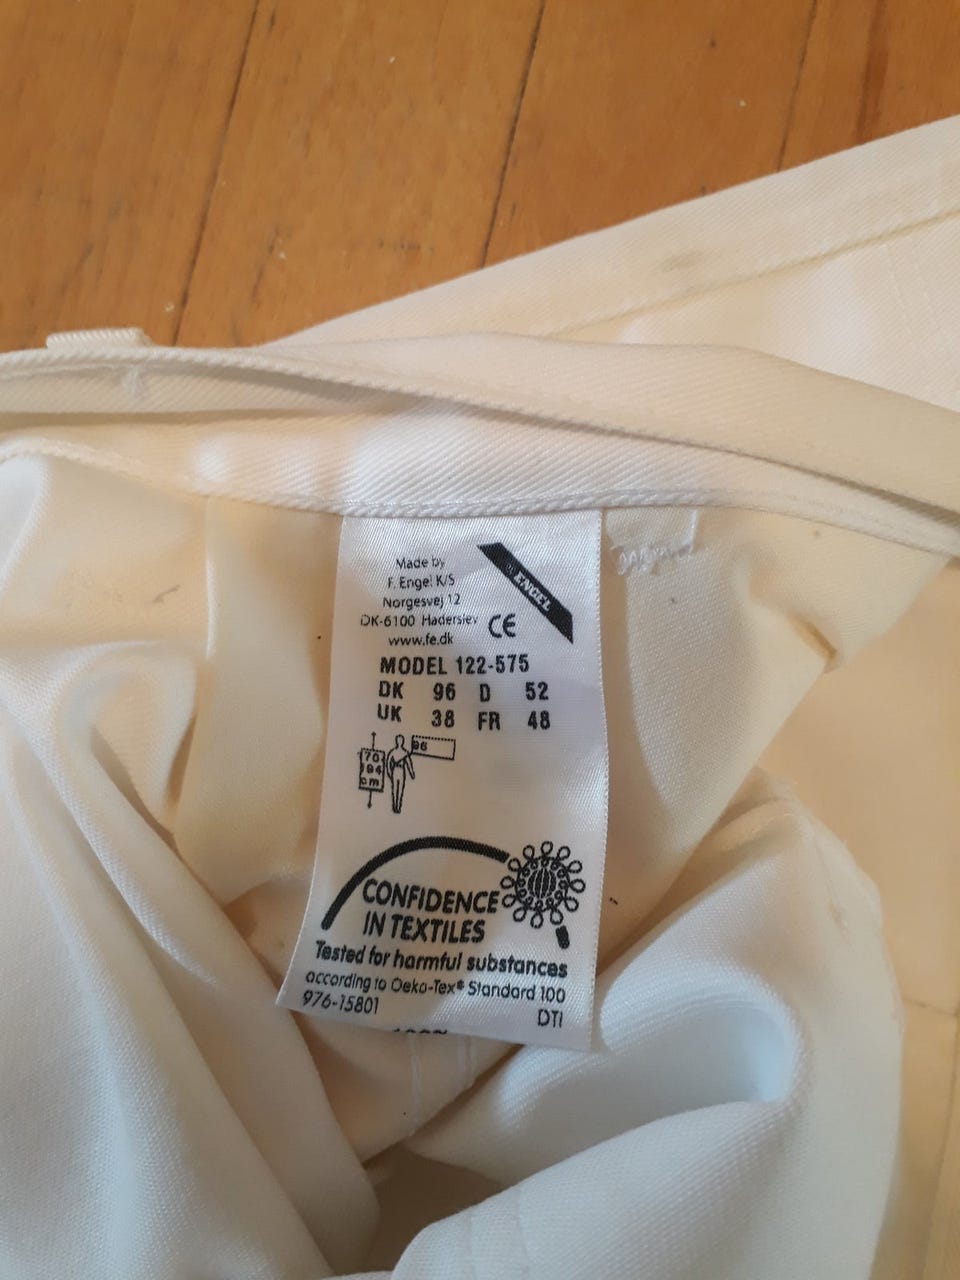 Made by
F. Engel K/S
Norgesvej 12
DK-6100 Haderslev
www.fe.dk
CE
ENGEL
MODEL 122-575
DK 96 D 52
UK 38 FR 48
96
cm
CONFIDENCE
IN TEXTILES
Tested for harmful substances
according to Oeko-Tex® Standard 100
976-15801 DTI